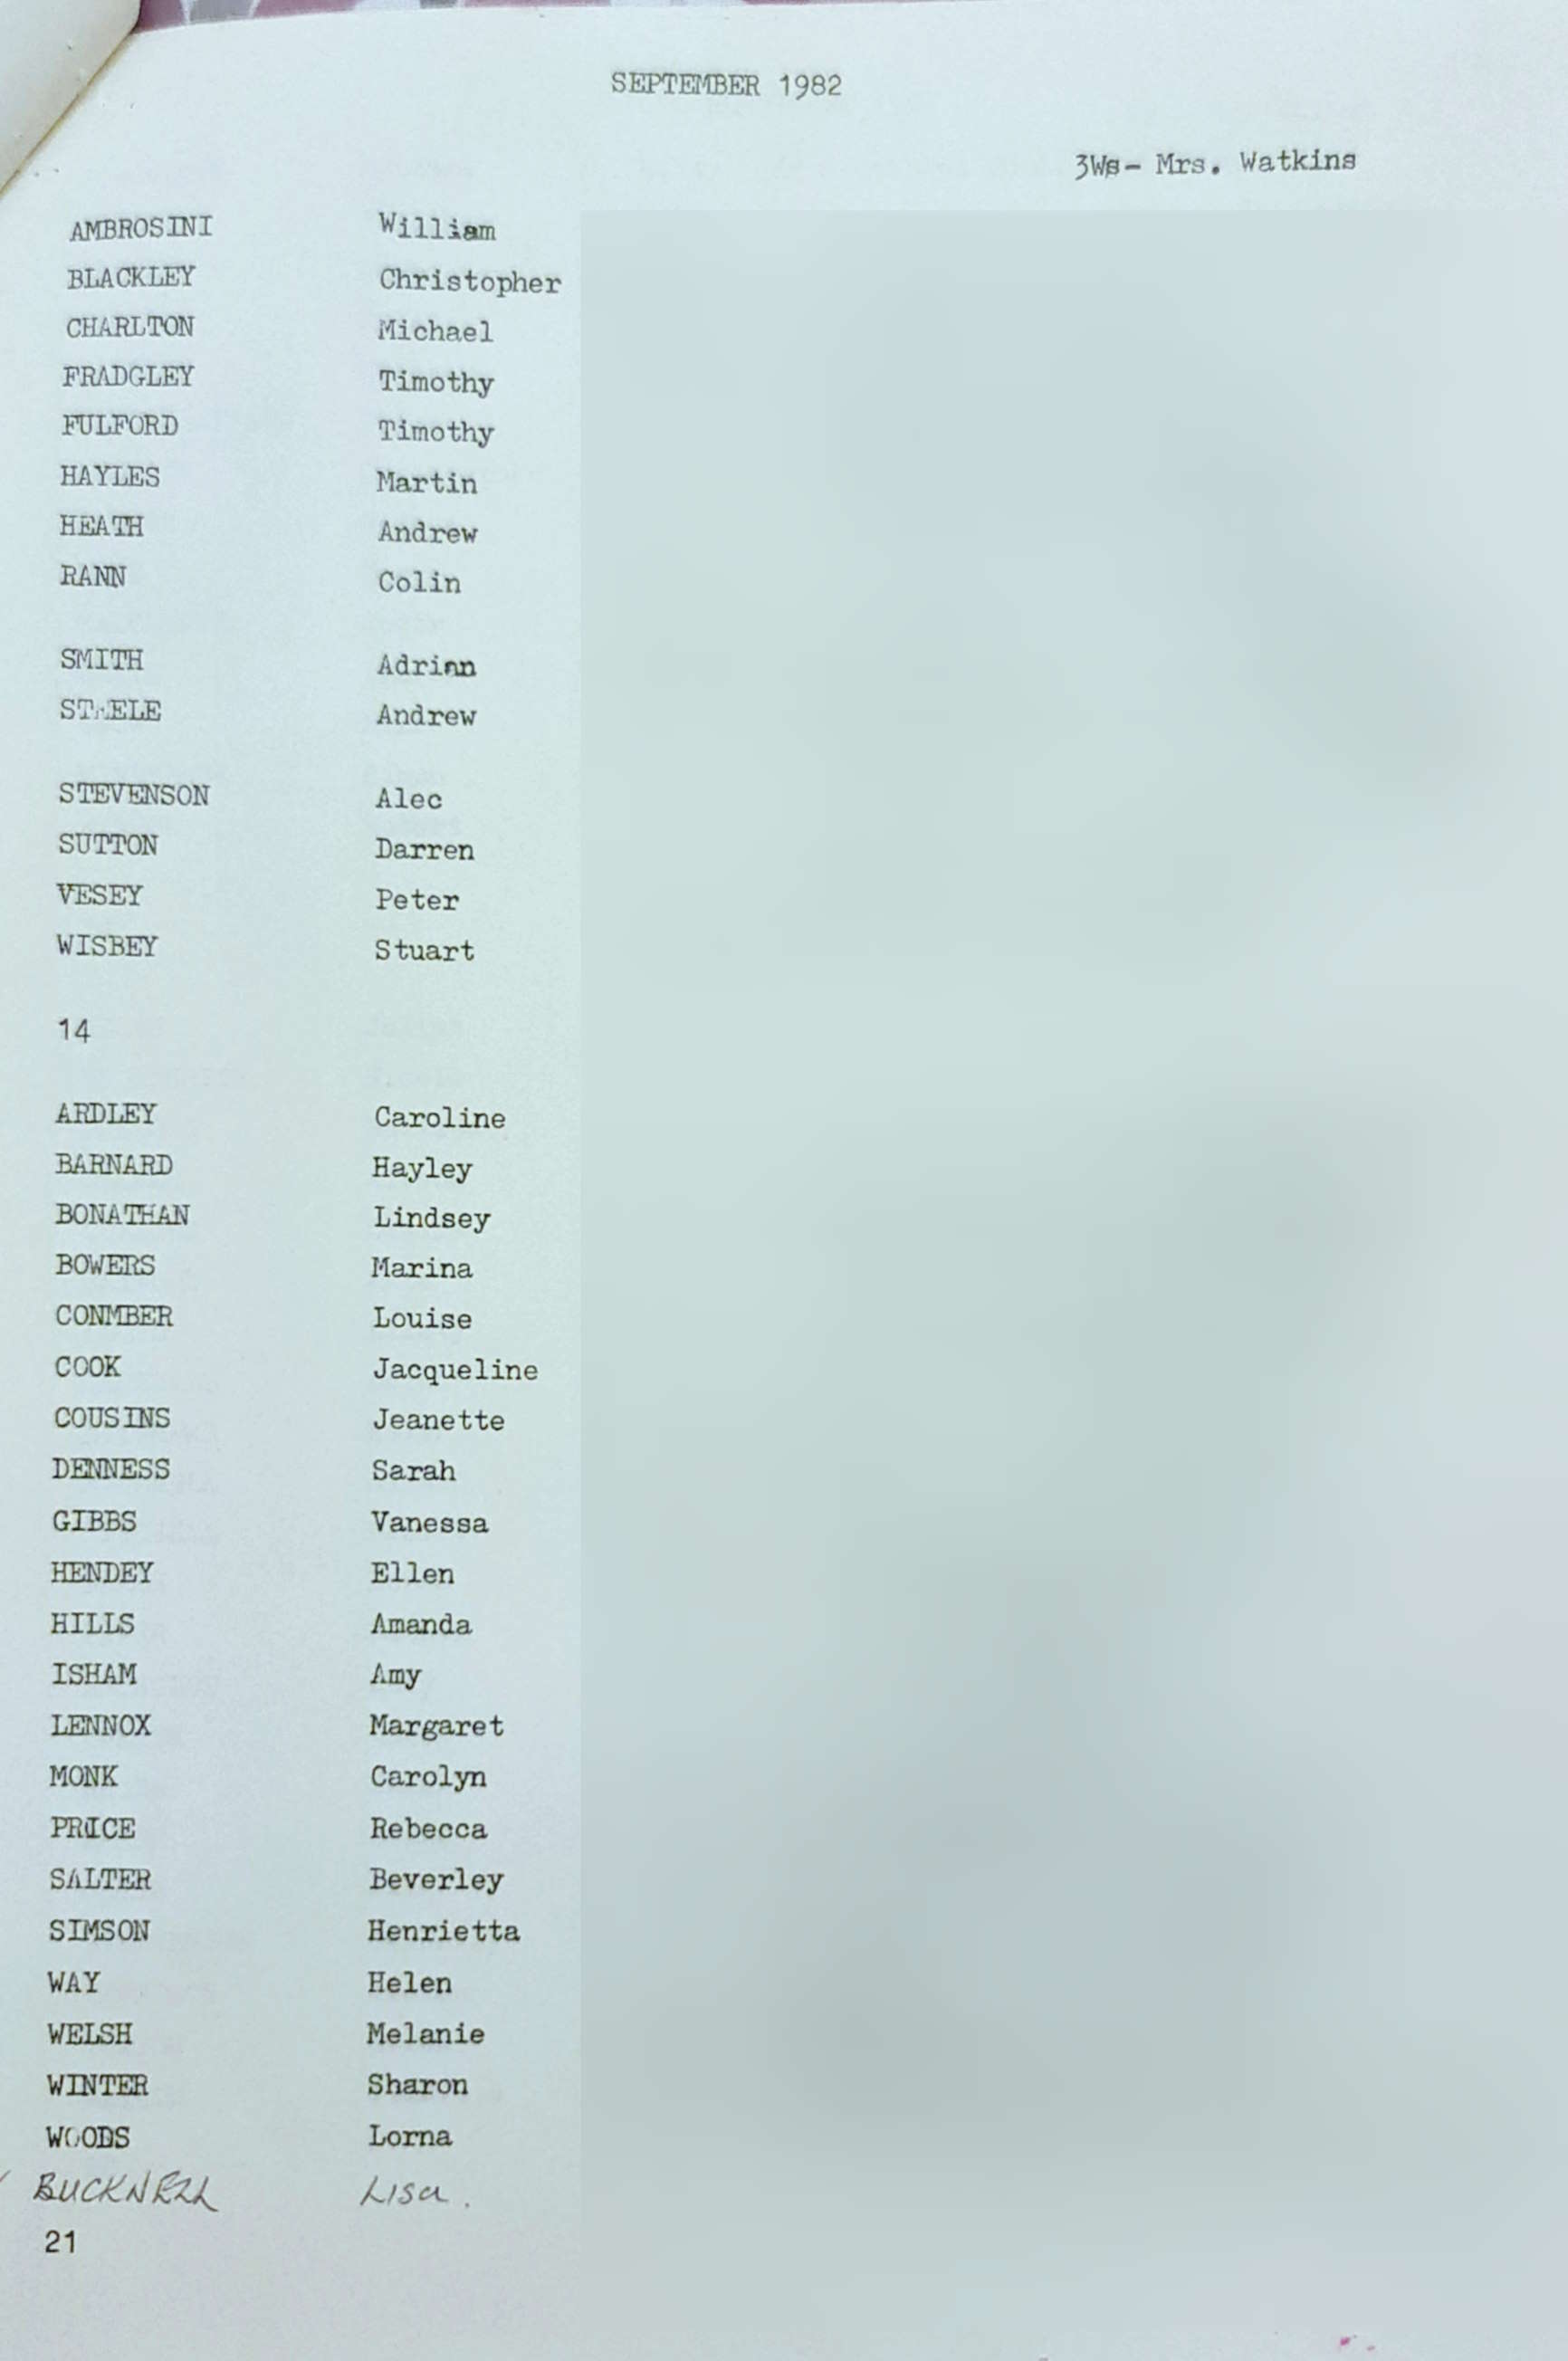 SEPTEMBER 1982
3Ws- Mrs. Watkins
AMBROSINI William
BLACKLEY Christopher
CHARLTON Michael
FRADGLEY Timothy
FULFORD Timothy
HAYLES Martin
HEATH Andrew
RANN Colin
SMITH Adrian
STEELE Andrew
STEVENSON Alec
SUTTON Darren
VESEY Peter
WISBEY Stuart
14
ARDLEY Caroline
BARNARD Hayley
BONATHAN Lindsey
BOWERS Marina
CONMBER Louise
COOK Jacqueline
COUSINS Jeanette
DENNESS Sarah
GIBBS Vanessa
HENDEY Ellen
HILLS Amanda
ISHAM Amy
LENNOX Margaret
MONK Carolyn
PRICE Rebecca
SALTER Beverley
SIMSON Henrietta
WAY Helen
WELSH Melanie
WINTER Sharon
WOODS Lorna
BUCKNELL Lisa.
21